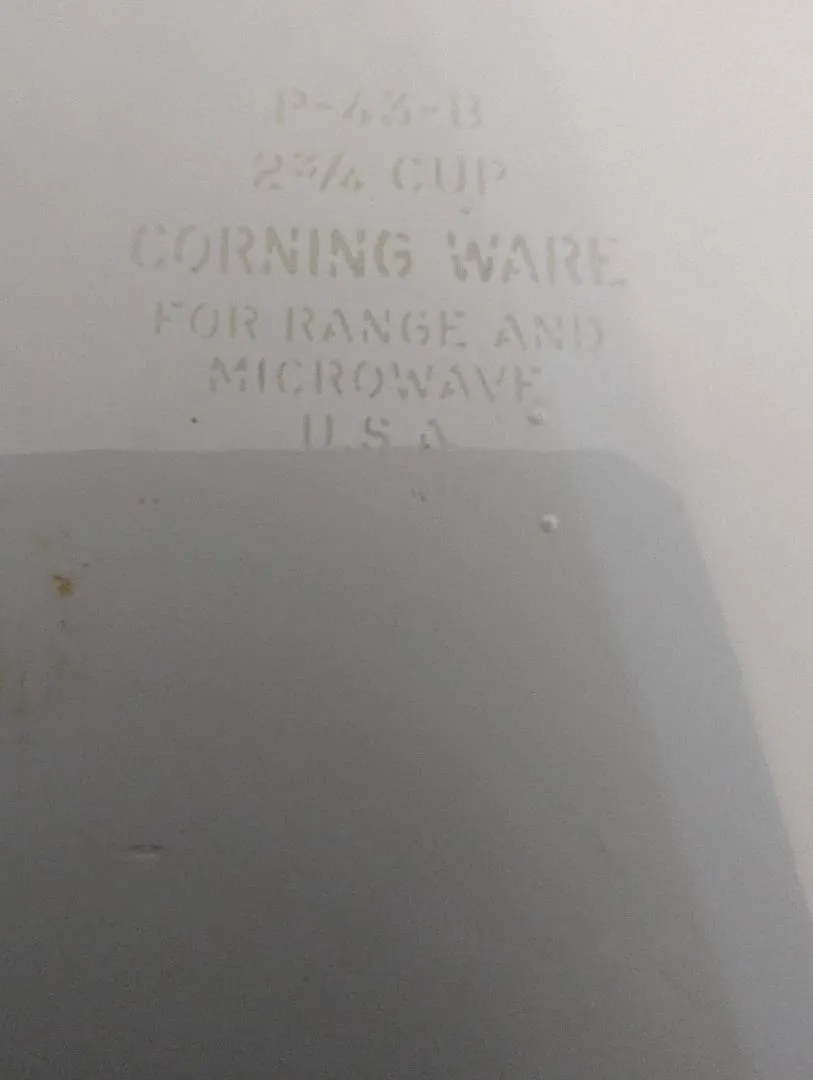 P-43-B
2¾ CUP
CORNING WARE
FOR RANGE AND
MICROWAVE
U.S.A